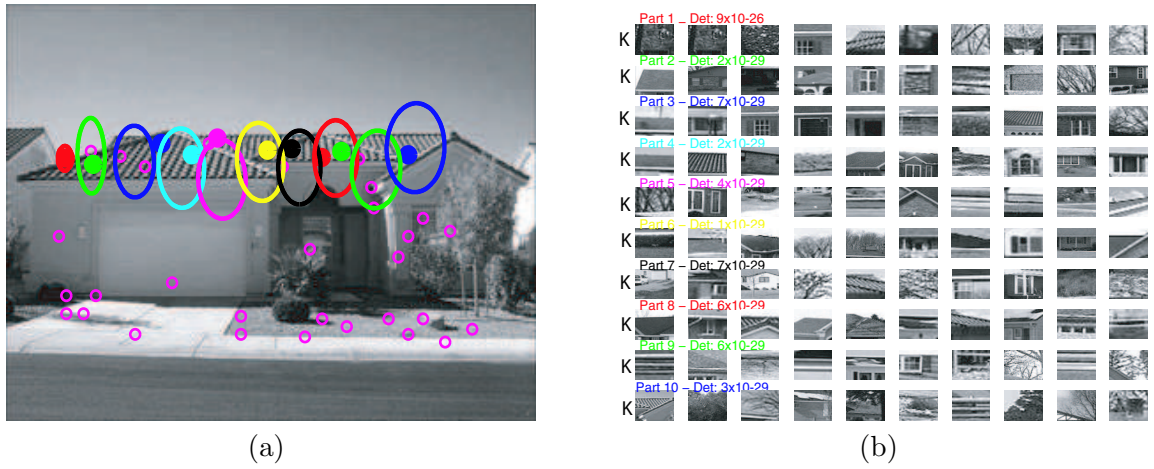 Part 1 – Det: 9x10-26
K
Part 2 – Det: 2x10-29
K
Part 3 – Det: 7x10-29
K
Part 4 – Det: 2x10-29
K
Part 5 – Det: 4x10-29
K
Part 6 – Det: 1x10-29
K
Part 7 – Det: 7x10-29
K
Part 8 – Det: 6x10-29
K
Part 9 – Det: 6x10-29
K
Part 10 – Det: 3x10-29
K
(a)
(b)